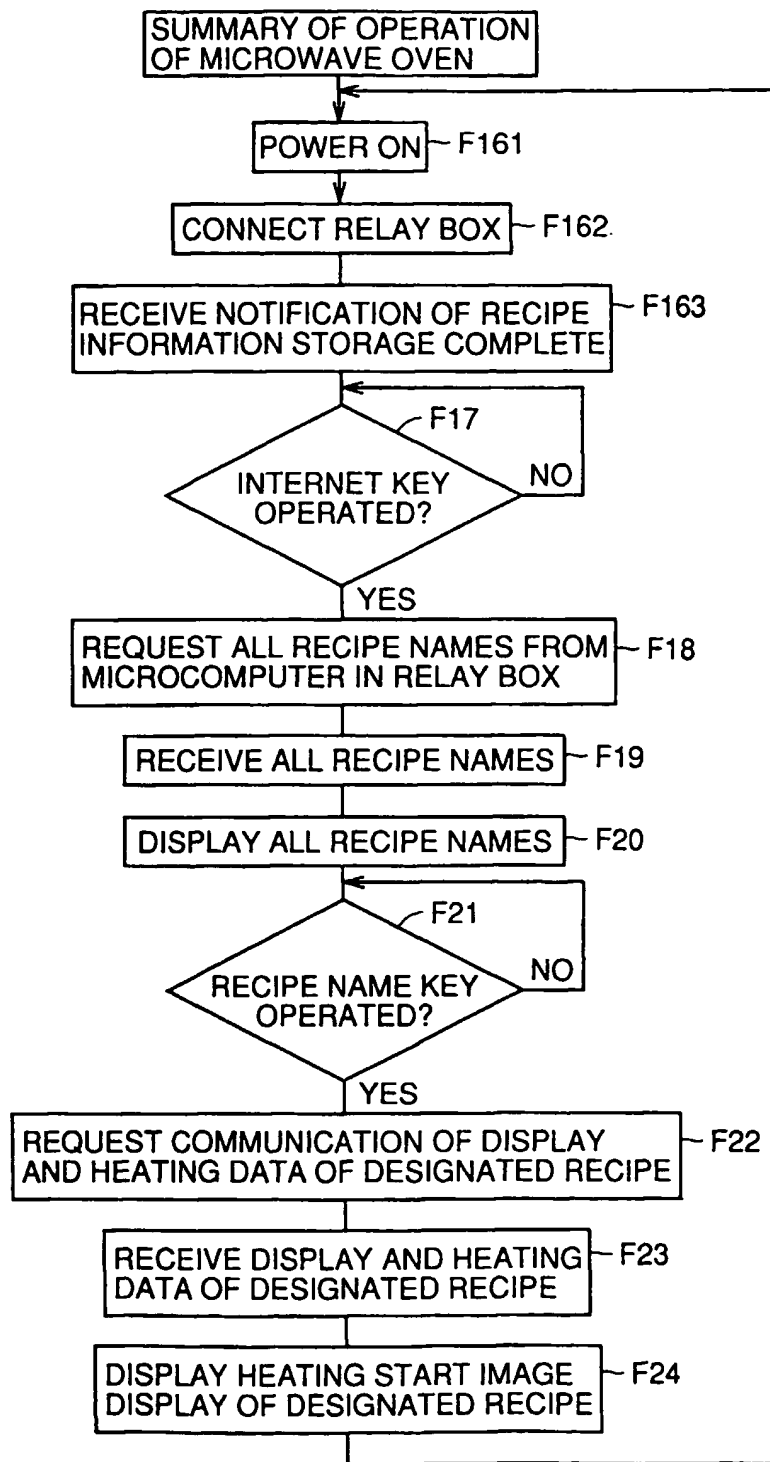 SUMMARY OF OPERATION
OF MICROWAVE OVEN
POWER ON
F161
CONNECT RELAY BOX
F162
RECEIVE NOTIFICATION OF RECIPE
INFORMATION STORAGE COMPLETE
F163
F17
INTERNET KEY
OPERATED?
NO
YES
REQUEST ALL RECIPE NAMES FROM
MICROCOMPUTER IN RELAY BOX
F18
RECEIVE ALL RECIPE NAMES
F19
DISPLAY ALL RECIPE NAMES
F20
F21
RECIPE NAME KEY
OPERATED?
NO
YES
REQUEST COMMUNICATION OF DISPLAY
AND HEATING DATA OF DESIGNATED RECIPE
F22
RECEIVE DISPLAY AND HEATING
DATA OF DESIGNATED RECIPE
F23
DISPLAY HEATING START IMAGE
DISPLAY OF DESIGNATED RECIPE
F24